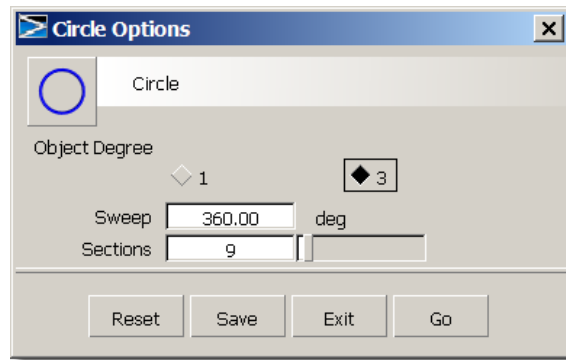 Circle Options
Circle
Object Degree
1 3
Sweep 360.00 deg
Sections 9
Reset Save Exit Go